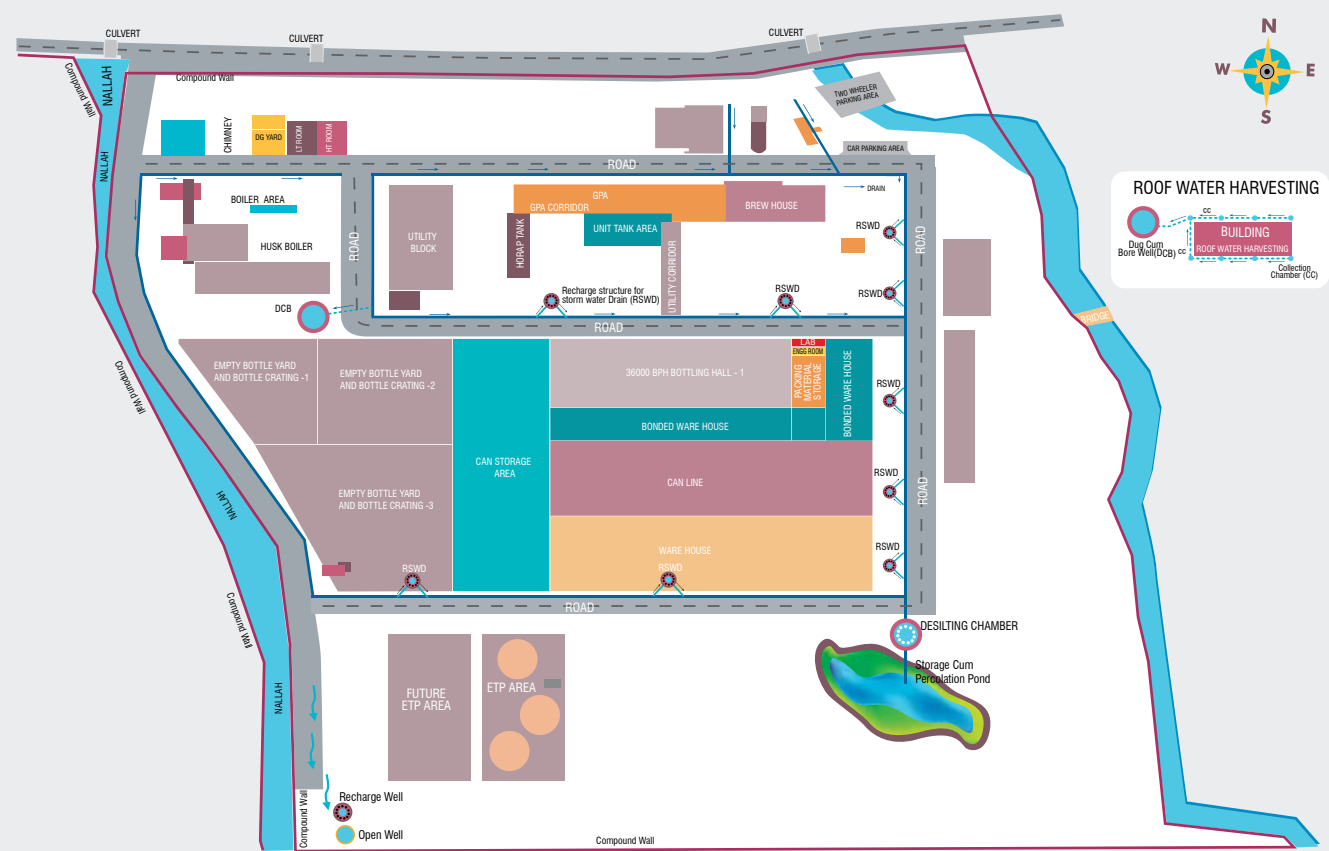 CULVERT
CULVERT
CULVERT
N
W
E
S
Compound Wall
NALLAH
Compound Wall
TWO WHEELER
PARKING AREA
CHIMNEY
DG YARD
LT ROOM
HT ROOM
CAR PARKING AREA
NALLAH
ROAD
ROOF WATER HARVESTING
CC
BUILDING
ROOF WATER HARVESTING
Dug Cum
Bore Well(DCB)
CC
Collection
Chamber (CC)
BOILER AREA
HUSK BOILER
ROAD
UTILITY
BLOCK
GPA
GPA CORRIDOR
BREW HOUSE
DRAIN
HORAP TANK
UNIT TANK AREA
UTILITY CORRIDOR
RSWD
ROAD
Recharge structure for
storm water Drain (RSWD)
RSWD
RSWD
DCB
ROAD
BRIDGE
EMPTY BOTTLE YARD
AND BOTTLE CRATING -1
EMPTY BOTTLE YARD
AND BOTTLE CRATING -2
36000 BPH BOTTLING HALL - 1
LAB
ENGG ROOM
PACKING
MATERIAL
STORAGE
BONDED WARE HOUSE
RSWD
Compound Wall
BONDED WARE HOUSE
CAN STORAGE
AREA
CAN LINE
RSWD
ROAD
NALLAH
EMPTY BOTTLE YARD
AND BOTTLE CRATING -3
WARE HOUSE
RSWD
RSWD
RSWD
ROAD
Compound Wall
DESILTING CHAMBER
Storage Cum
Percolation Pond
NALLAH
FUTURE
ETP AREA
ETP AREA
Recharge Well
Open Well
Compound Wall
Compound Wall